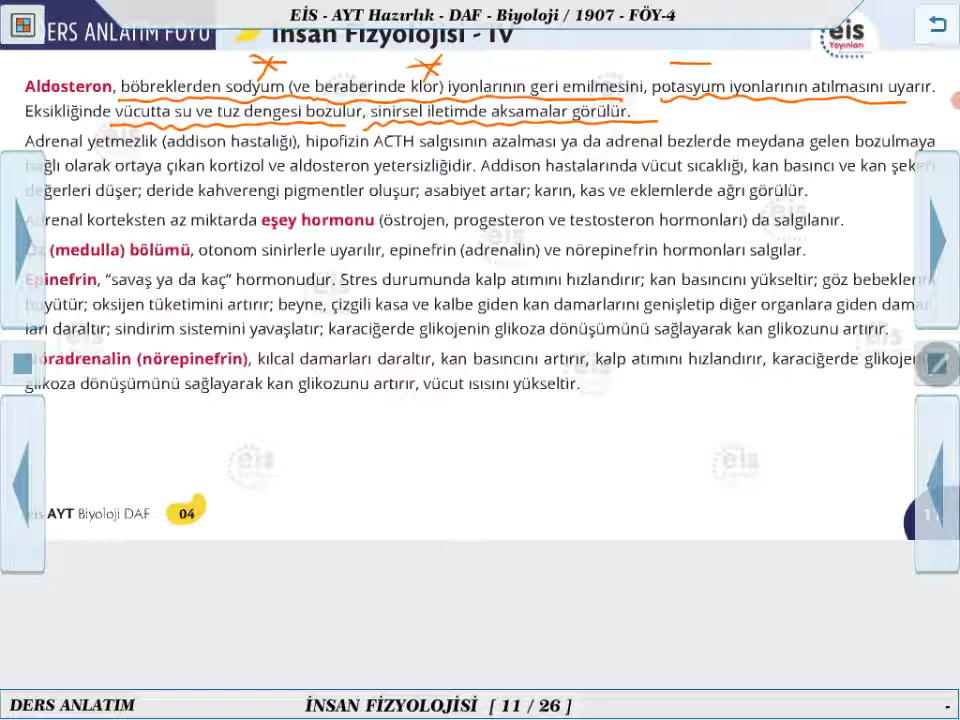 EİS - AYT Hazırlık - DAF - Biyoloji / 1907 - FÖY-4
DERS ANLATIM FÖYÜ
İnsan Fizyolojisi - IV
eis
Yayınları
Aldosteron, böbreklerden sodyum (ve beraberinde klor) iyonlarının geri emilmesini, potasyum iyonlarının atılmasını uyarır.
Eksikliğinde vücutta su ve tuz dengesi bozulur, sinirsel iletimde aksamalar görülür.
Adrenal yetmezlik (addison hastalığı), hipofizin ACTH salgısının azalması ya da adrenal bezlerde meydana gelen bozulmaya
bağlı olarak ortaya çıkan kortizol ve aldosteron yetersizliğidir. Addison hastalarında vücut sıcaklığı, kan basıncı ve kan şekeri
değerleri düşer; deride kahverengi pigmentler oluşur; asabiyet artar; karın, kas ve eklemlerde ağrı görülür.
Adrenal korteksten az miktarda eşey hormonu (östrojen, progesteron ve testosteron hormonları) da salgılanır.
Öz (medulla) bölümü, otonom sinirlerle uyarılır, epinefrin (adrenalin) ve nörepinefrin hormonları salgılar.
Epinefrin, “savaş ya da kaç” hormonudur. Stres durumunda kalp atımını hızlandırır; kan basıncını yükseltir; göz bebeklerini
büyütür; oksijen tüketimini artırır; beyne, çizgili kasa ve kalbe giden kan damarlarını genişletip diğer organlara giden damar-
ları daraltır; sindirim sistemini yavaşlatır; karaciğerde glikojenin glikoza dönüşümünü sağlayarak kan glikozunu artırır.
Noradrenalin (nörepinefrin), kılcal damarları daraltır, kan basıncını artırır, kalp atımını hızlandırır, karaciğerde glikojenin
glikoza dönüşümünü sağlayarak kan glikozunu artırır, vücut ısısını yükseltir.
eis AYT Biyoloji DAF 04
DERS ANLATIM
İNSAN FİZYOLOJİSİ [ 11 / 26 ]
-